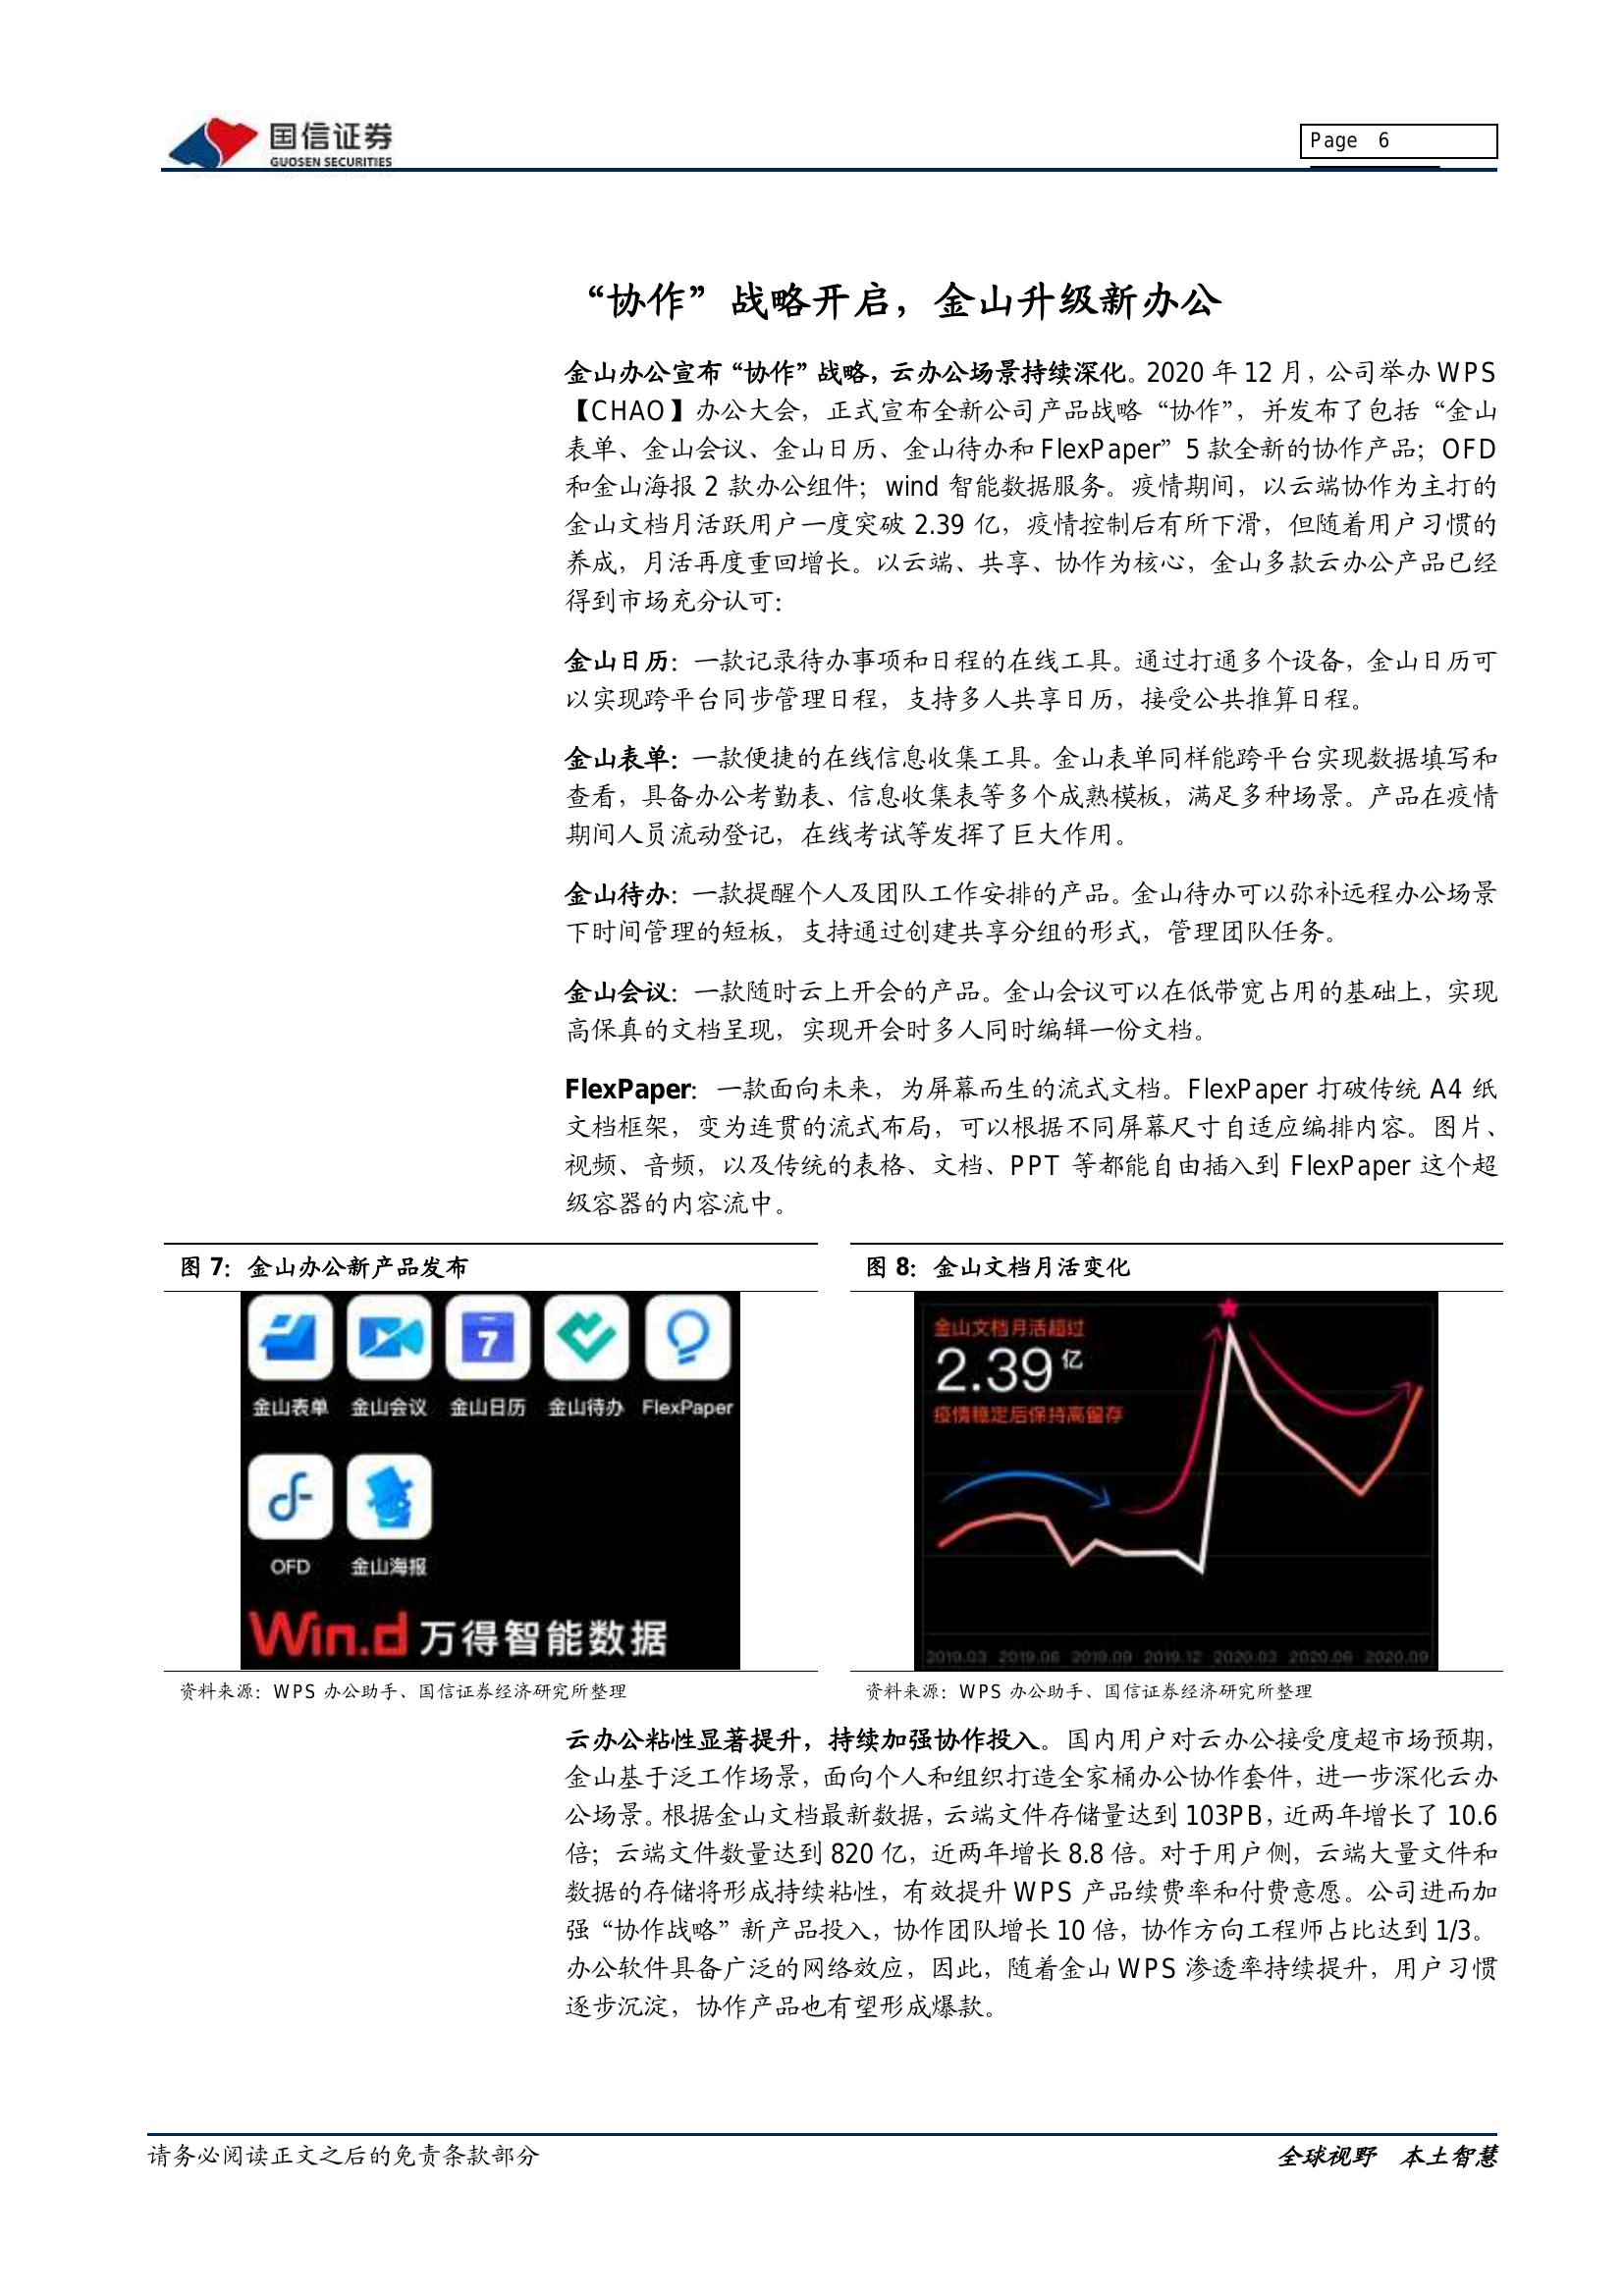 国信证券
GUOSEN SECURITIES
Page 6
“协作”战略开启，金山升级新办公
金山办公宣布“协作”战略，云办公场景持续深化。2020 年 12 月，公司举办 WPS
【CHAO】办公大会，正式宣布全新公司产品战略“协作”，并发布了包括“金山
表单、金山会议、金山日历、金山待办和 FlexPaper”5 款全新的协作产品；OFD
和金山海报 2 款办公组件；wind 智能数据服务。疫情期间，以云端协作为主打的
金山文档月活跃用户一度突破 2.39 亿，疫情控制后有所下滑，但随着用户习惯的
养成，月活再度重回增长。以云端、共享、协作为核心，金山多款云办公产品已经
得到市场充分认可：
金山日历：一款记录待办事项和日程的在线工具。通过打通多个设备，金山日历可
以实现跨平台同步管理日程，支持多人共享日历，接受公共推算日程。
金山表单：一款便捷的在线信息收集工具。金山表单同样能跨平台实现数据填写和
查看，具备办公考勤表、信息收集表等多个成熟模板，满足多种场景。产品在疫情
期间人员流动登记，在线考试等发挥了巨大作用。
金山待办：一款提醒个人及团队工作安排的产品。金山待办可以弥补远程办公场景
下时间管理的短板，支持通过创建共享分组的形式，管理团队任务。
金山会议：一款随时云上开会的产品。金山会议可以在低带宽占用的基础上，实现
高保真的文档呈现，实现开会时多人同时编辑一份文档。
FlexPaper：一款面向未来，为屏幕而生的流式文档。FlexPaper 打破传统 A4 纸
文档框架，变为连贯的流式布局，可以根据不同屏幕尺寸自适应编排内容。图片、
视频、音频，以及传统的表格、文档、PPT 等都能自由插入到 FlexPaper 这个超
级容器的内容流中。
图 7：金山办公新产品发布
7
金山表单 金山会议 金山日历 金山待办 FlexPaper
OFD 金山海报
Win.d 万得智能数据
资料来源：WPS 办公助手、国信证券经济研究所整理
图 8：金山文档月活变化
金山文档月活超过
2.39 亿
疫情稳定后保持高留存
2019.03 2019.06 2019.09 2019.12 2020.03 2020.06 2020.09
资料来源：WPS 办公助手、国信证券经济研究所整理
云办公粘性显著提升，持续加强协作投入。国内用户对云办公接受度超市场预期，
金山基于泛工作场景，面向个人和组织打造全家桶办公协作套件，进一步深化云办
公场景。根据金山文档最新数据，云端文件存储量达到 103PB，近两年增长了 10.6
倍；云端文件数量达到 820 亿，近两年增长 8.8 倍。对于用户侧，云端大量文件和
数据的存储将形成持续粘性，有效提升 WPS 产品续费率和付费意愿。公司进而加
强“协作战略”新产品投入，协作团队增长 10 倍，协作方向工程师占比达到 1/3。
办公软件具备广泛的网络效应，因此，随着金山 WPS 渗透率持续提升，用户习惯
逐步沉淀，协作产品也有望形成爆款。
请务必阅读正文之后的免责条款部分
全球视野 本土智慧